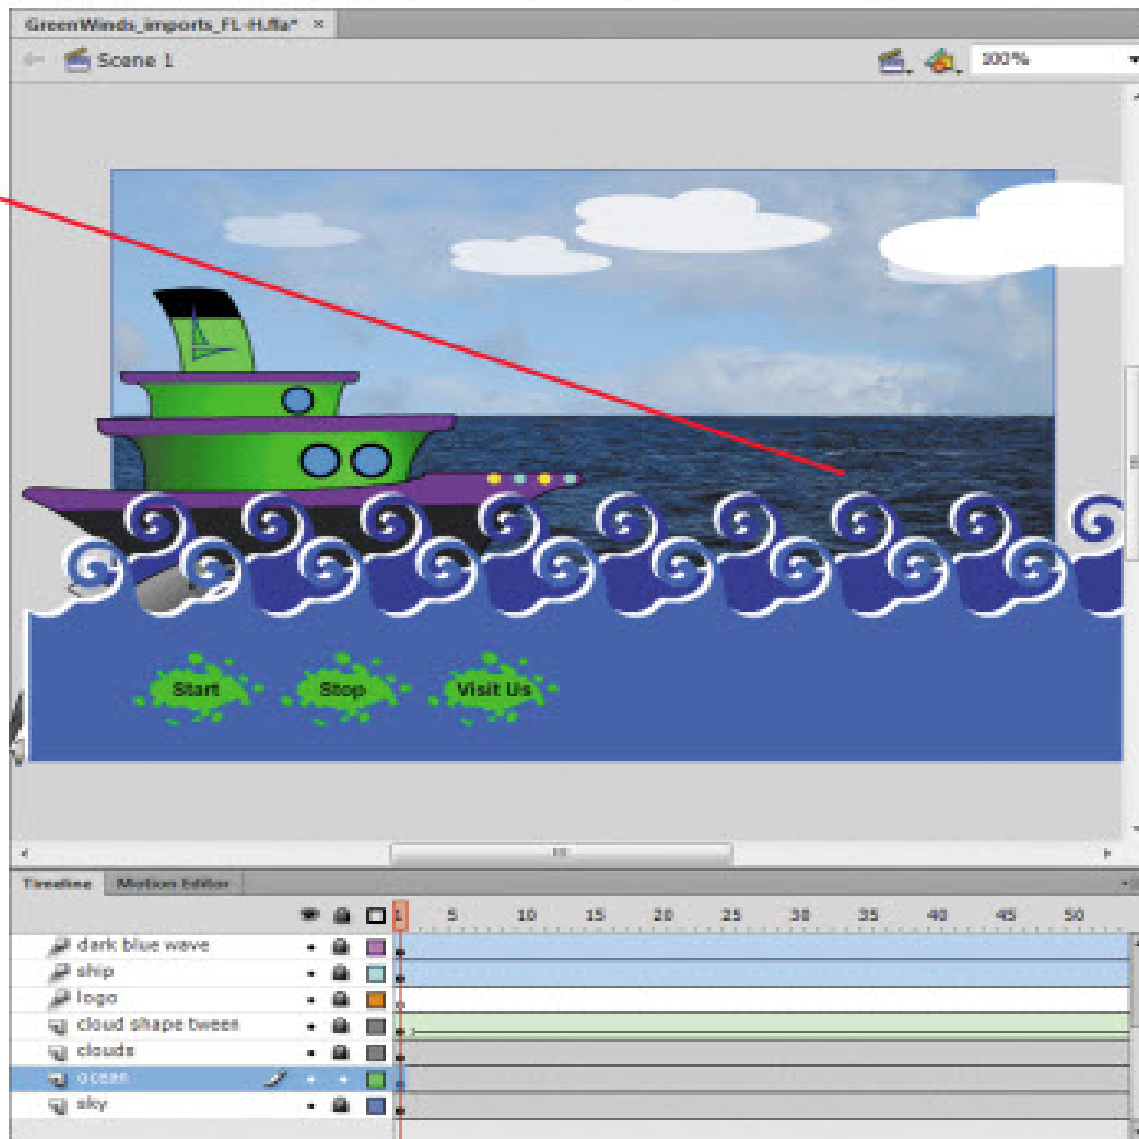 GreenWinds_imports_FL-H.fla* ×
Scene 1
100%
Start
Stop
Visit Us
Timeline
Motion Editor
1 5 10 15 20 25 30 35 40 45 50
dark blue wave
ship
logo
cloud shape tween
clouds
ocean
sky